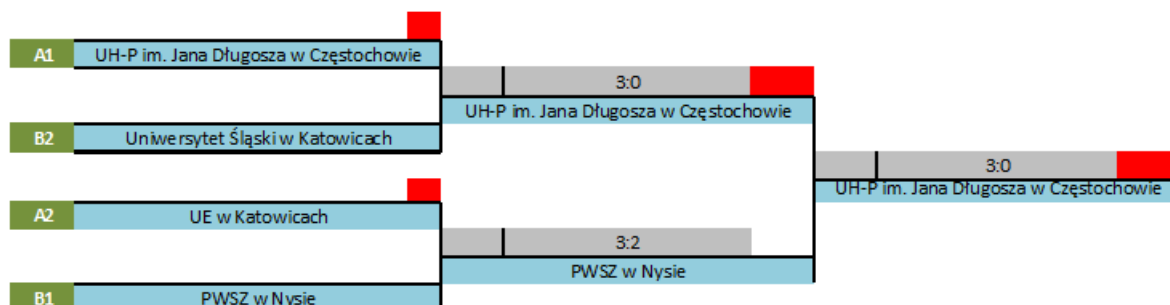 A1 UH-P im. Jana Długosza w Częstochowie
3:0
UH-P im. Jana Długosza w Częstochowie
B2 Uniwersytet Śląski w Katowicach
3:0
UH-P im. Jana Długosza w Częstochowie
A2 UE w Katowicach
3:2
PWSZ w Nysie
B1 PWSZ w Nysie